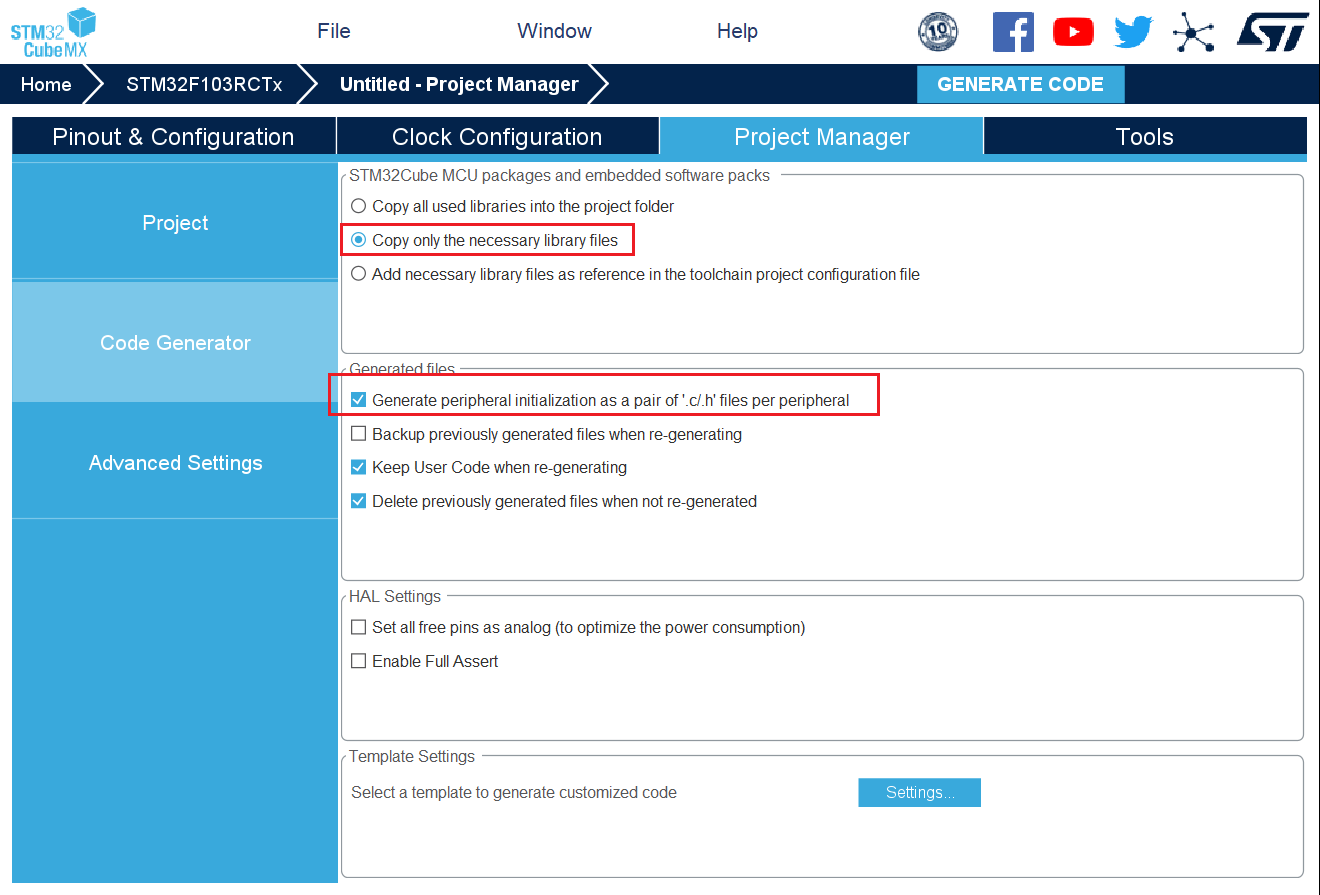 STM32
CubeMX
File
Window
Help
10
Home
STM32F103RCTx
Untitled - Project Manager
GENERATE CODE
Pinout & Configuration
Clock Configuration
Project Manager
Tools
Project
Code Generator
Advanced Settings
STM32Cube MCU packages and embedded software packs
Copy all used libraries into the project folder
Copy only the necessary library files
Add necessary library files as reference in the toolchain project configuration file
Generated files
Generate peripheral initialization as a pair of '.c/.h' files per peripheral
Backup previously generated files when re-generating
Keep User Code when re-generating
Delete previously generated files when not re-generated
HAL Settings
Set all free pins as analog (to optimize the power consumption)
Enable Full Assert
Template Settings
Select a template to generate customized code
Settings...